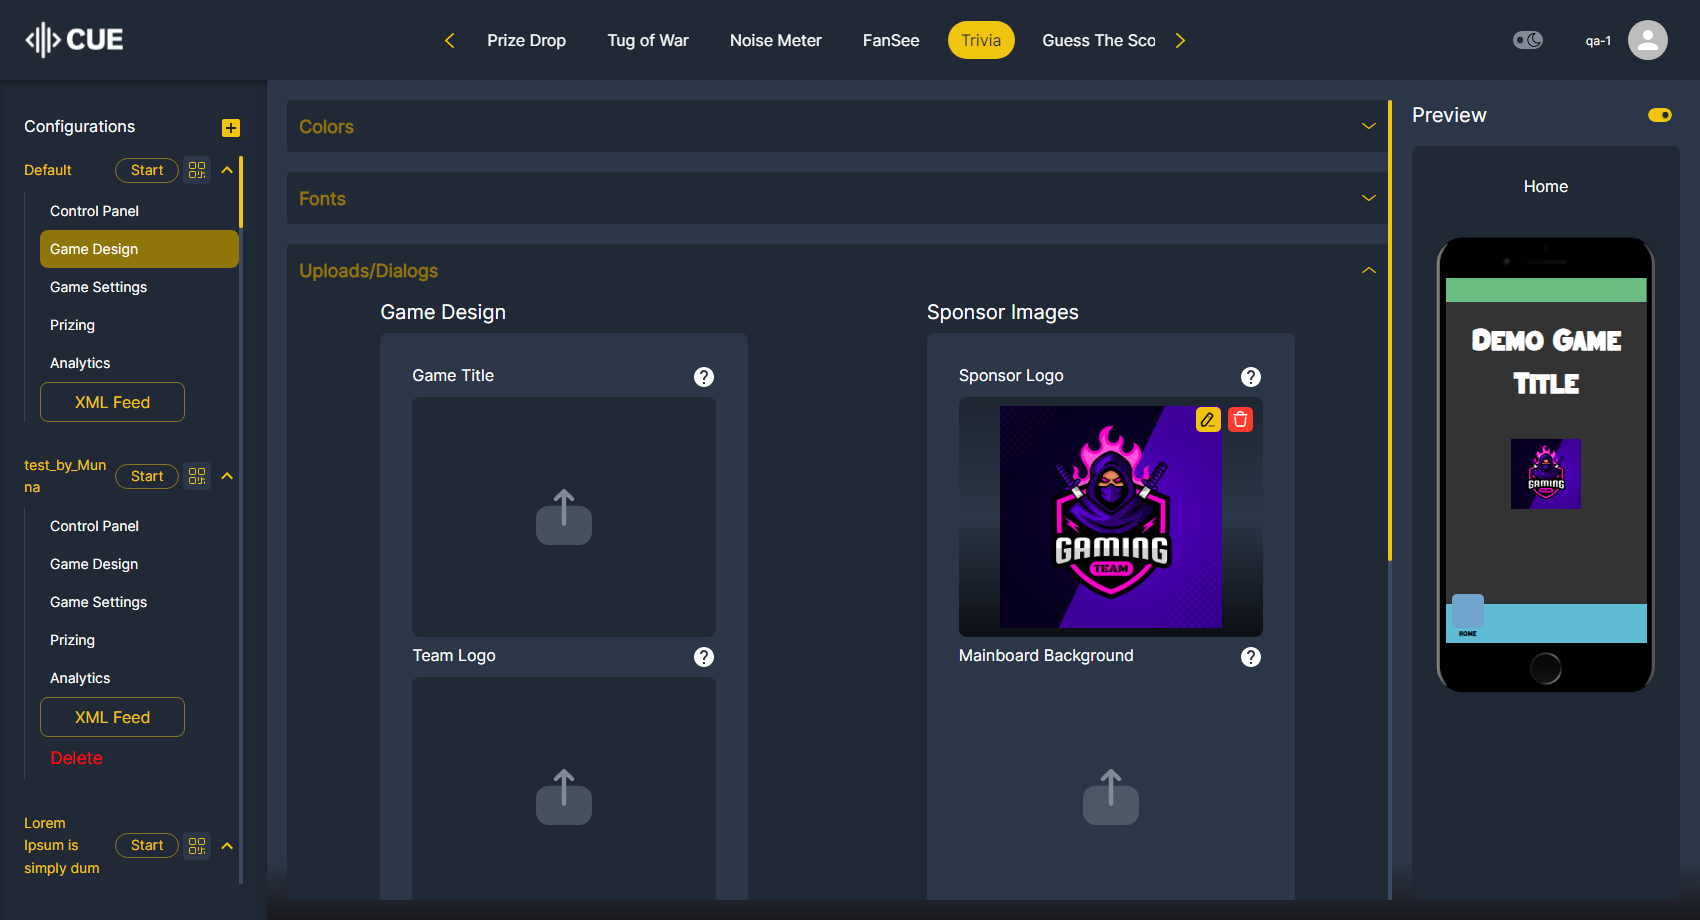 CUE
Prize Drop
Tug of War
Noise Meter
FanSee
Trivia
Guess The Sco
qa-1
Configurations
Default
Start
Control Panel
Game Design
Game Settings
Prizing
Analytics
XML Feed
test_by_Mun
na
Start
Control Panel
Game Design
Game Settings
Prizing
Analytics
XML Feed
Delete
Lorem
Ipsum is
simply dum
Start
Colors
Fonts
Uploads/Dialogs
Game Design
Game Title
?
Team Logo
?
Sponsor Images
Sponsor Logo
?
GAMING
TEAM
Mainboard Background
?
Preview
Home
DEMO GAME
TITLE
GAMING
HOME